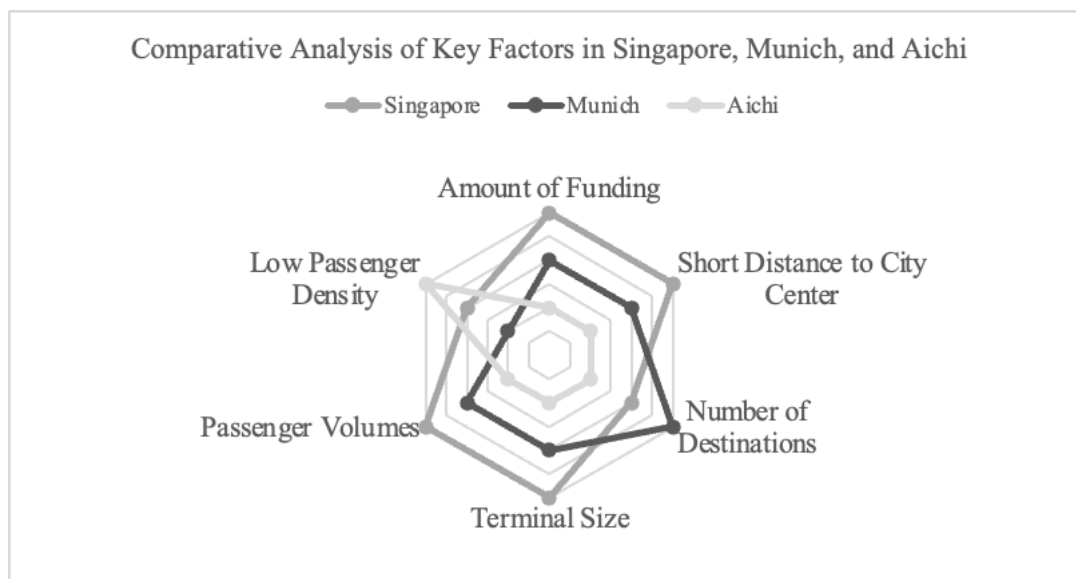 Comparative Analysis of Key Factors in Singapore, Munich, and Aichi
Singapore Munich Aichi
Amount of Funding
Short Distance to City
Center
Number of
Destinations
Terminal Size
Passenger Volumes
Low Passenger
Density